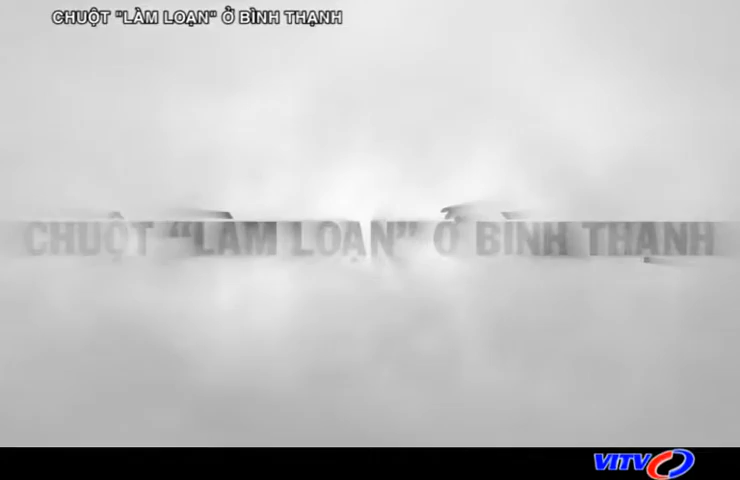 CHUỘT "LÀM LOẠN" Ở BÌNH THẠNH
CHUỘT “LÀM LOẠN” Ở BÌNH THẠNH
VITV